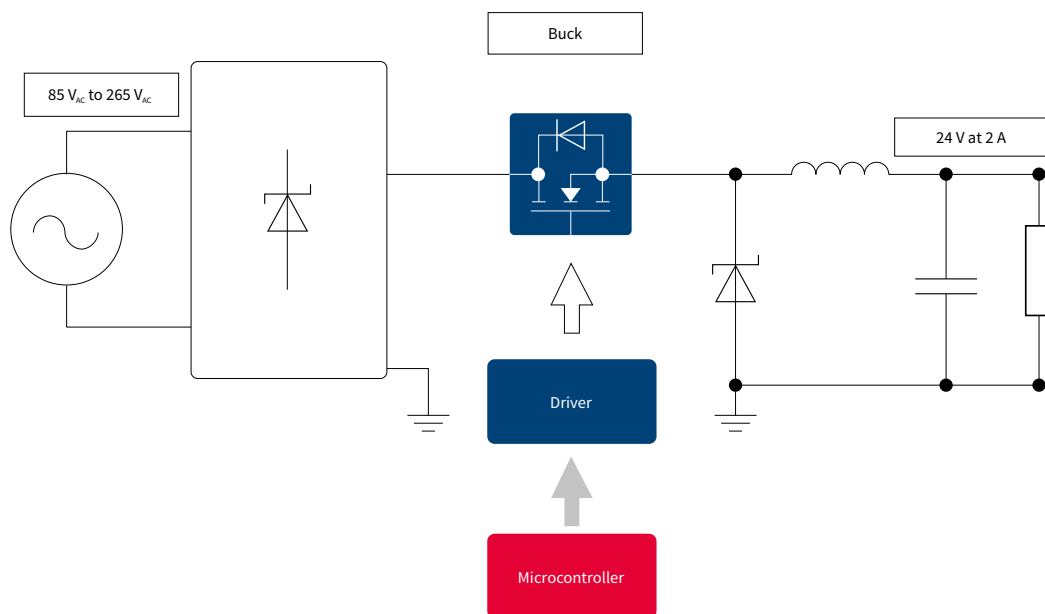 Buck
85 VAC to 265 VAC
24 V at 2 A
Driver
Microcontroller